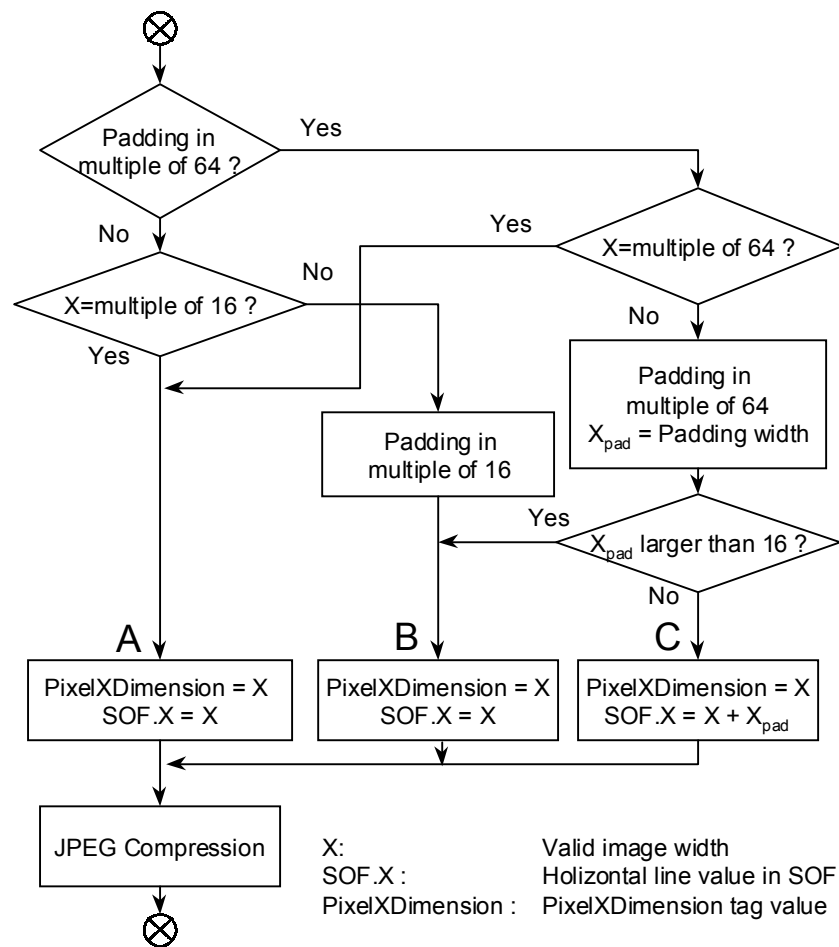 Padding in
multiple of 64 ?
Yes
No
X=multiple of 64 ?
Yes
No
X=multiple of 16 ?
No
Yes
Padding in
multiple of 64
Xpad = Padding width
Padding in
multiple of 16
Xpad larger than 16 ?
Yes
No
A
B
C
PixelXDimension = X
SOF.X = X
PixelXDimension = X
SOF.X = X
PixelXDimension = X
SOF.X = X + Xpad
JPEG Compression
X: Valid image width
SOF.X : Holizontal line value in SOF
PixelXDimension : PixelXDimension tag value